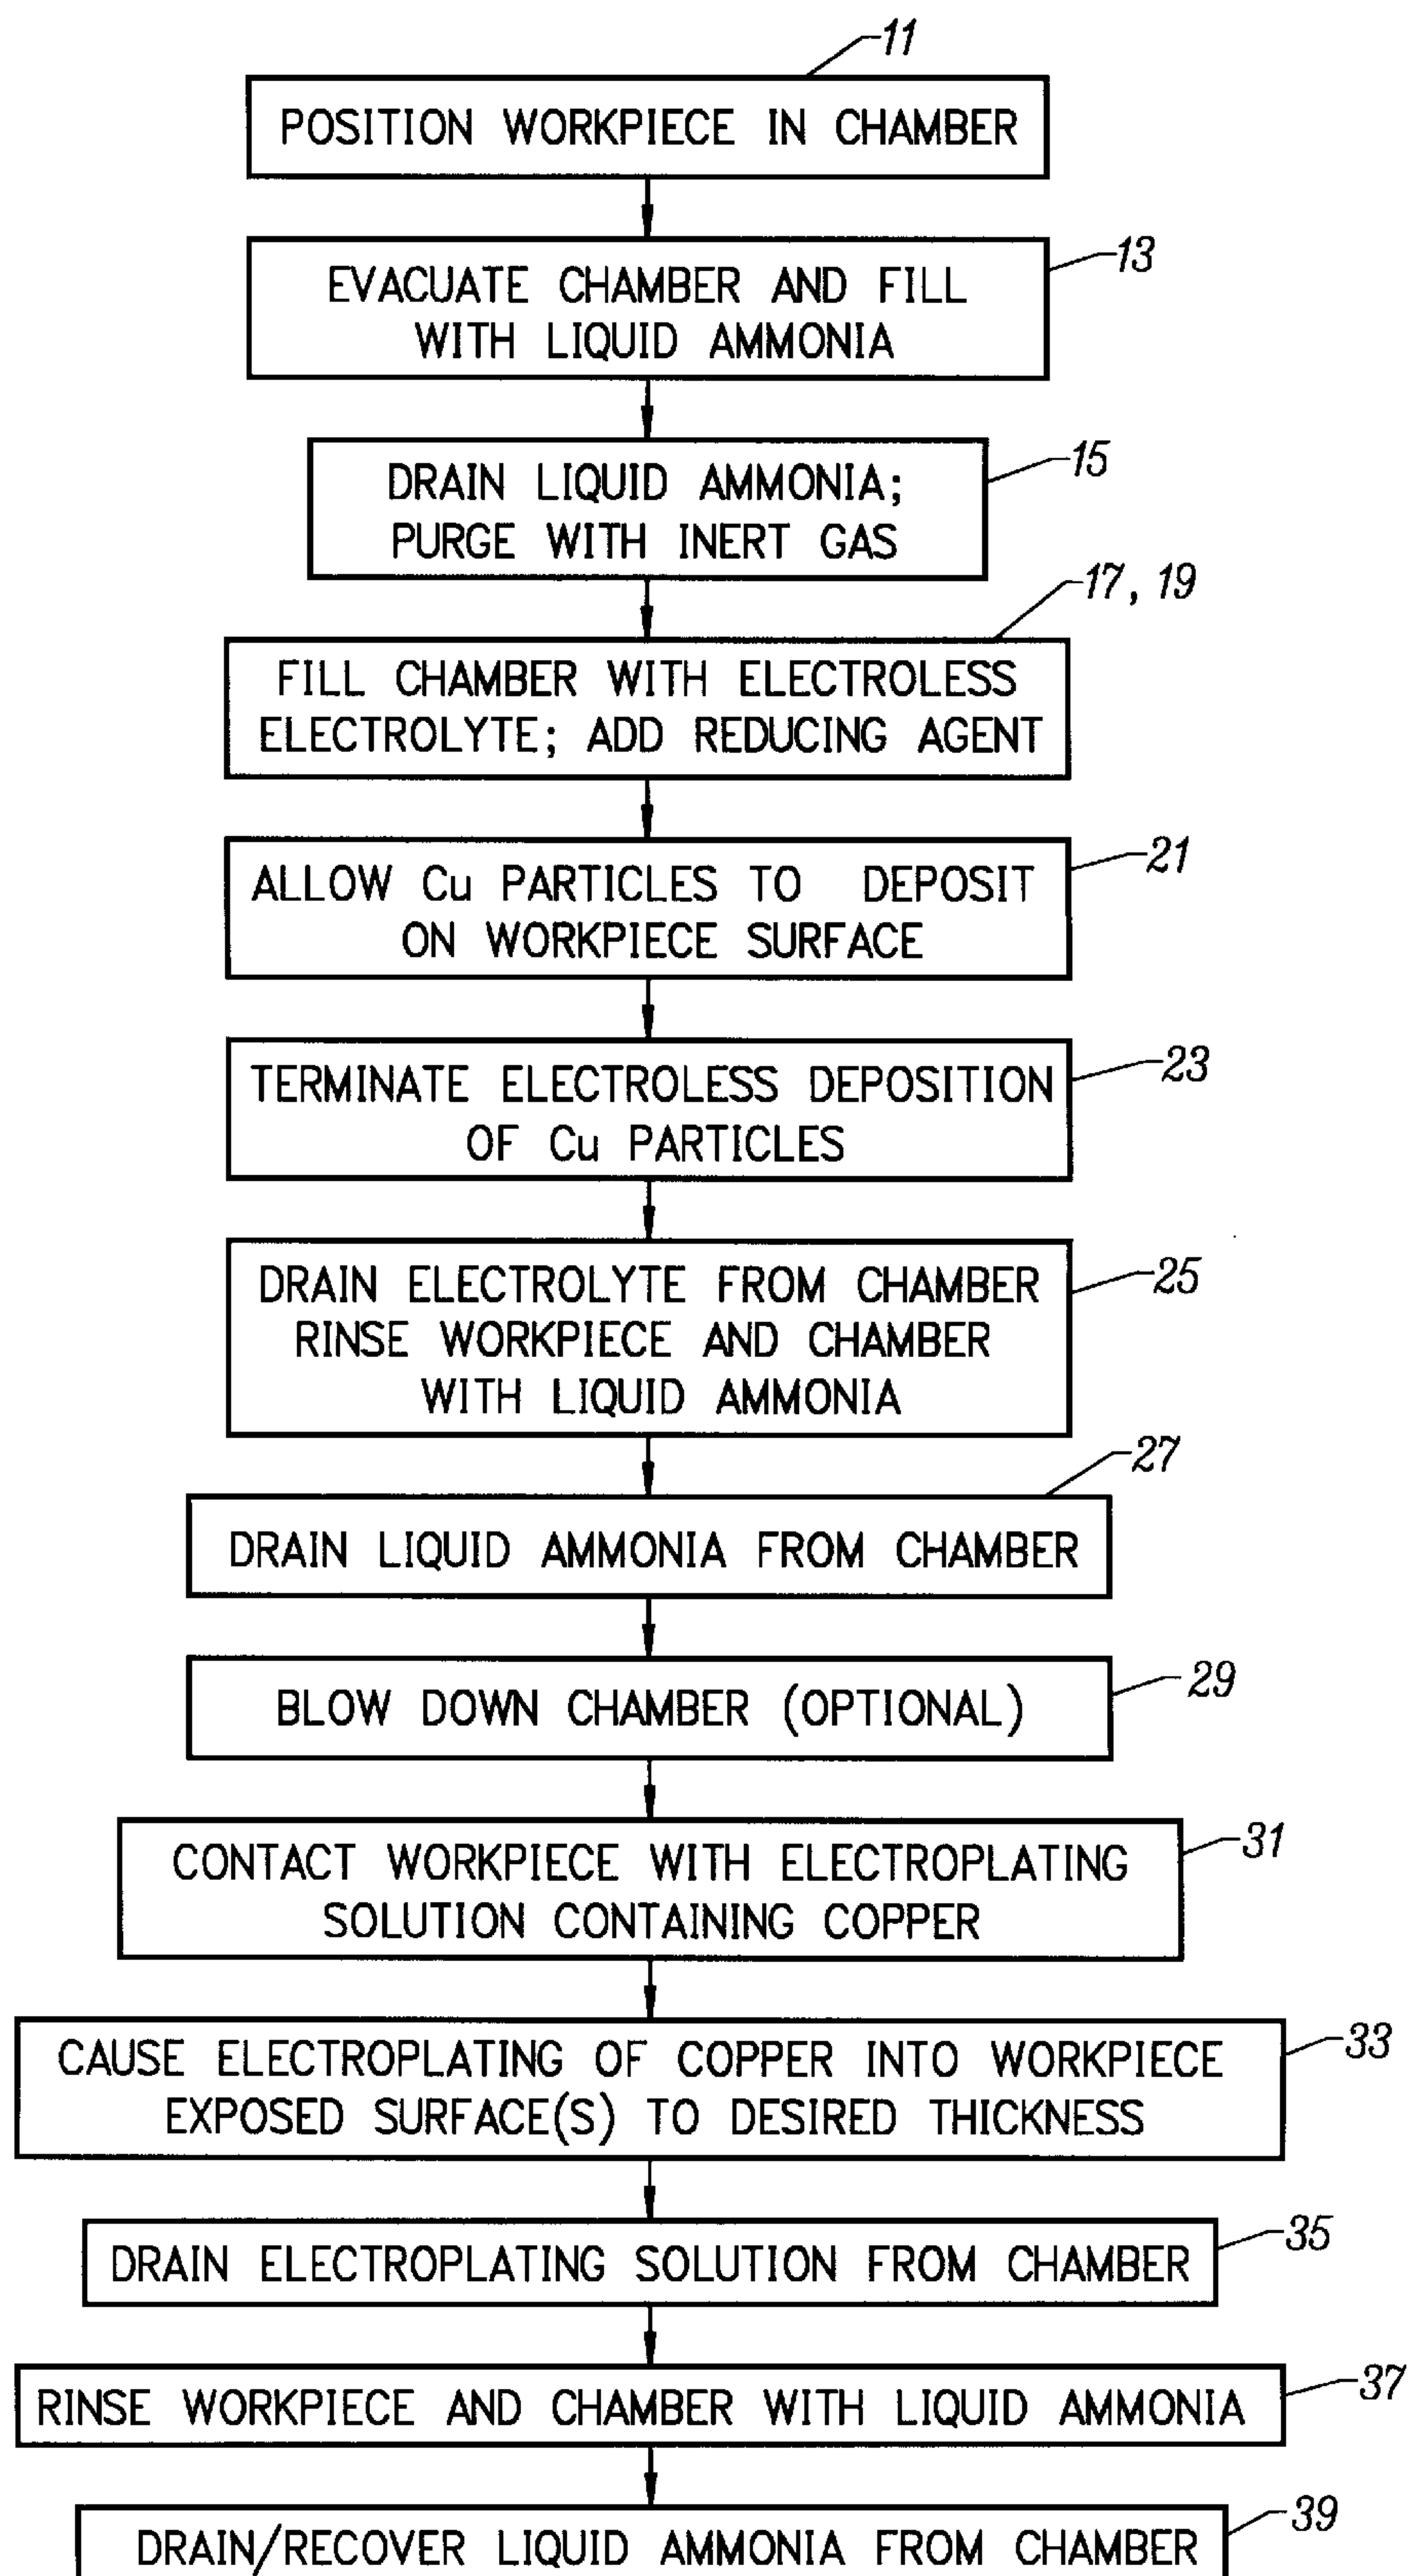 11
POSITION WORKPIECE IN CHAMBER
13
EVACUATE CHAMBER AND FILL
WITH LIQUID AMMONIA
15
DRAIN LIQUID AMMONIA;
PURGE WITH INERT GAS
17, 19
FILL CHAMBER WITH ELECTROLESS
ELECTROLYTE; ADD REDUCING AGENT
21
ALLOW Cu PARTICLES TO DEPOSIT
ON WORKPIECE SURFACE
23
TERMINATE ELECTROLESS DEPOSITION
OF Cu PARTICLES
25
DRAIN ELECTROLYTE FROM CHAMBER
RINSE WORKPIECE AND CHAMBER
WITH LIQUID AMMONIA
27
DRAIN LIQUID AMMONIA FROM CHAMBER
29
BLOW DOWN CHAMBER (OPTIONAL)
31
CONTACT WORKPIECE WITH ELECTROPLATING
SOLUTION CONTAINING COPPER
33
CAUSE ELECTROPLATING OF COPPER INTO WORKPIECE
EXPOSED SURFACE(S) TO DESIRED THICKNESS
35
DRAIN ELECTROPLATING SOLUTION FROM CHAMBER
37
RINSE WORKPIECE AND CHAMBER WITH LIQUID AMMONIA
39
DRAIN/RECOVER LIQUID AMMONIA FROM CHAMBER